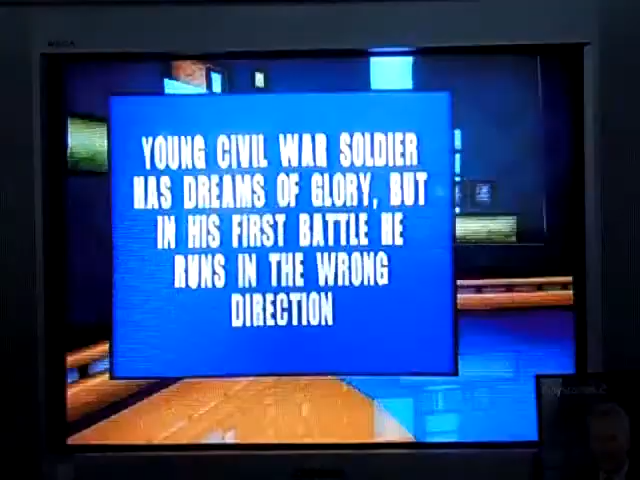 YOUNG CIVIL WAR SOLDIER
HAS DREAMS OF GLORY, BUT
IN HIS FIRST BATTLE HE
RUNS IN THE WRONG
DIRECTION